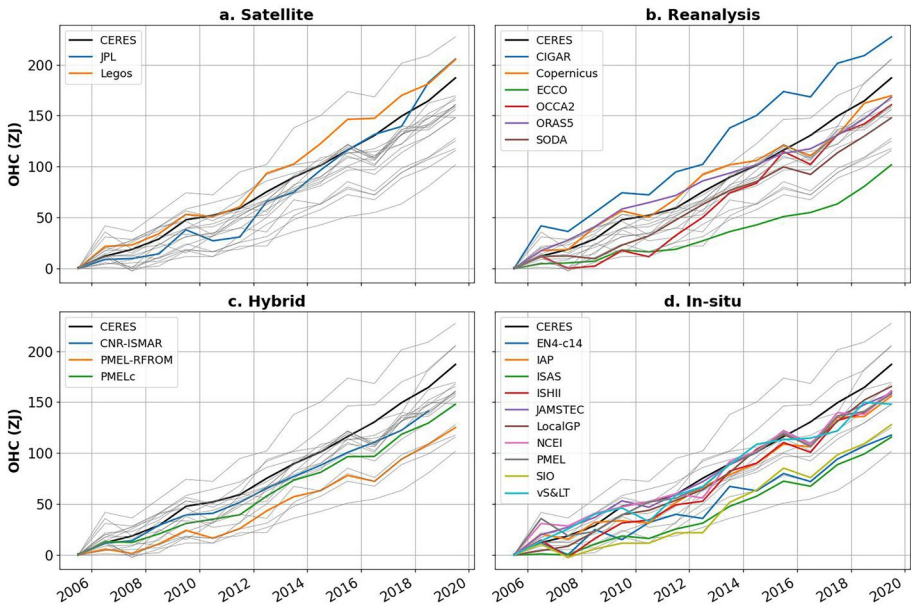 a. Satellite
OHC (ZJ)
200
150
100
50
0
CERES
JPL
Legos
b. Reanalysis
CERES
CIGAR
Copernicus
ECCO
OCCA2
ORAS5
SODA
c. Hybrid
OHC (ZJ)
200
150
100
50
0
CERES
CNR-ISMAR
PMEL-RFROM
PMELc
2006
2008
2010
2012
2014
2016
2018
2020
d. In-situ
CERES
EN4-c14
IAP
ISAS
ISHII
JAMSTEC
LocalGP
NCEI
PMEL
SIO
vS&LT
2006
2008
2010
2012
2014
2016
2018
2020